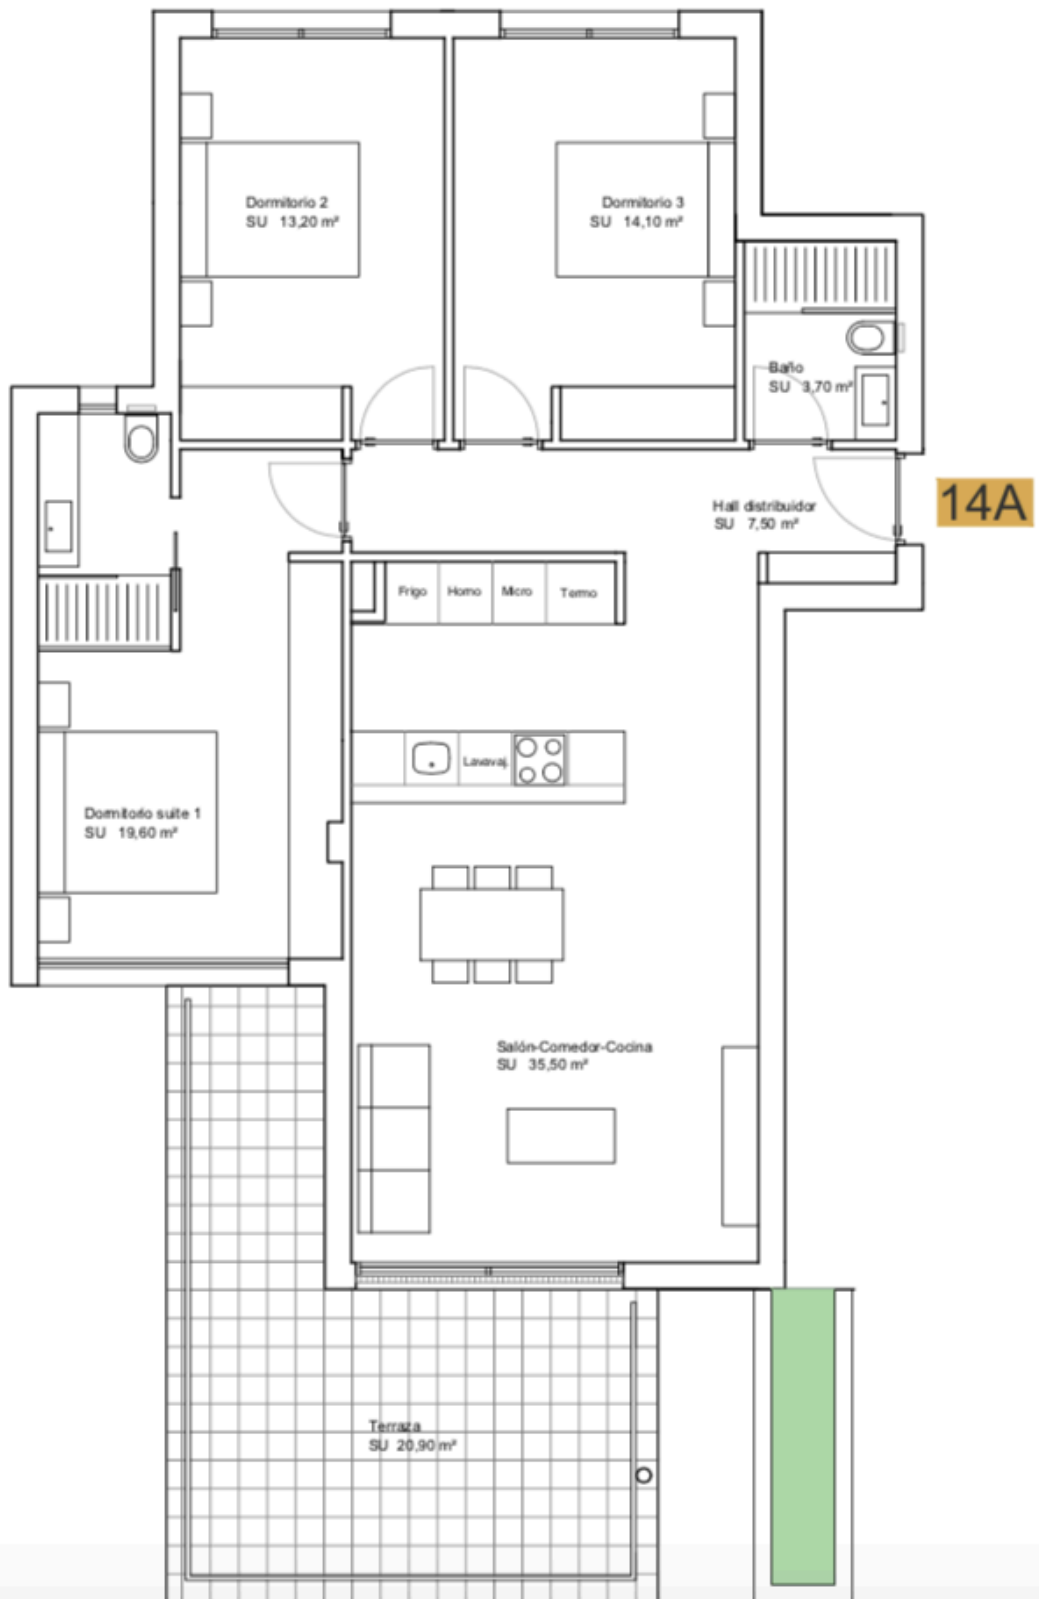 Dormitorio 2
SU 13,20 m²
Dormitorio 3
SU 14,10 m²
Baño
SU 3,70 m²
Hall distribuidor
SU 7,50 m²
14A
Frigo
Horno
Micro
Termo
Lavavaj.
Dormitorio suite 1
SU 19,60 m²
Salón-Comedor-Cocina
SU 35,50 m²
Terraza
SU 20,90 m²